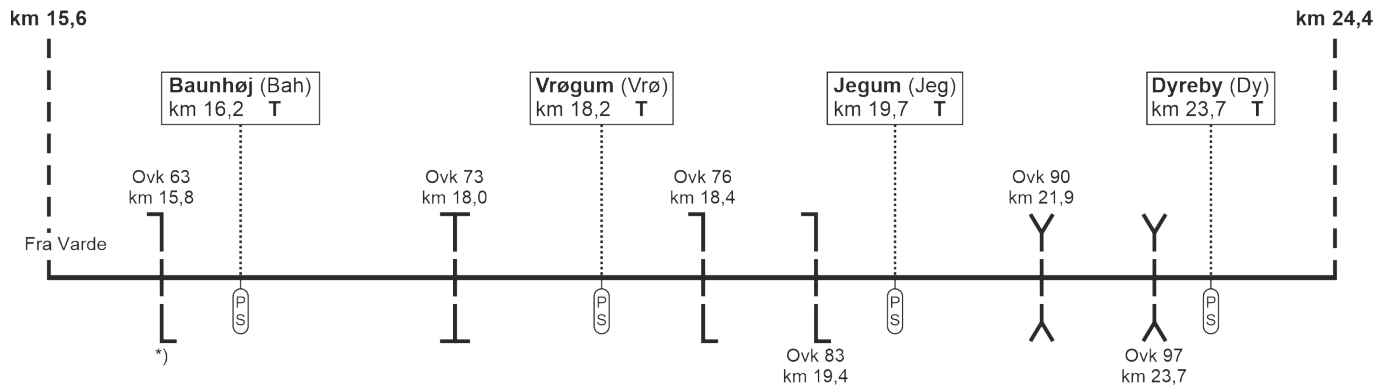 km 15,6
km 24,4
Baunhøj (Bah)
km 16,2 T
Vrøgum (Vrø)
km 18,2 T
Jegum (Jeg)
km 19,7 T
Dyreby (Dy)
km 23,7 T
Ovk 63
km 15,8
Ovk 73
km 18,0
Ovk 76
km 18,4
Ovk 90
km 21,9
Fra Varde
P
S
P
S
P
S
P
S
*)
Ovk 83
km 19,4
Ovk 97
km 23,7